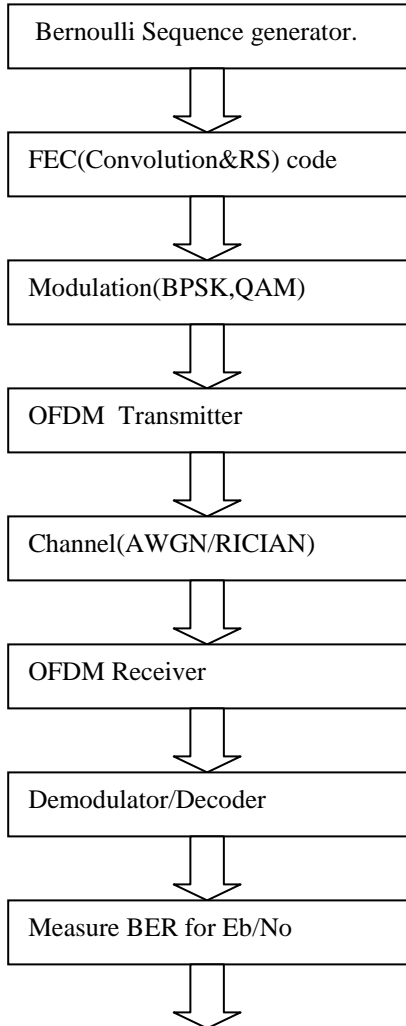 Bernoulli Sequence generator.
FEC(Convolution&RS) code
Modulation(BPSK,QAM)
OFDM  Transmitter
Channel(AWGN/RICIAN)
OFDM Receiver
Demodulator/Decoder
Measure BER for Eb/No